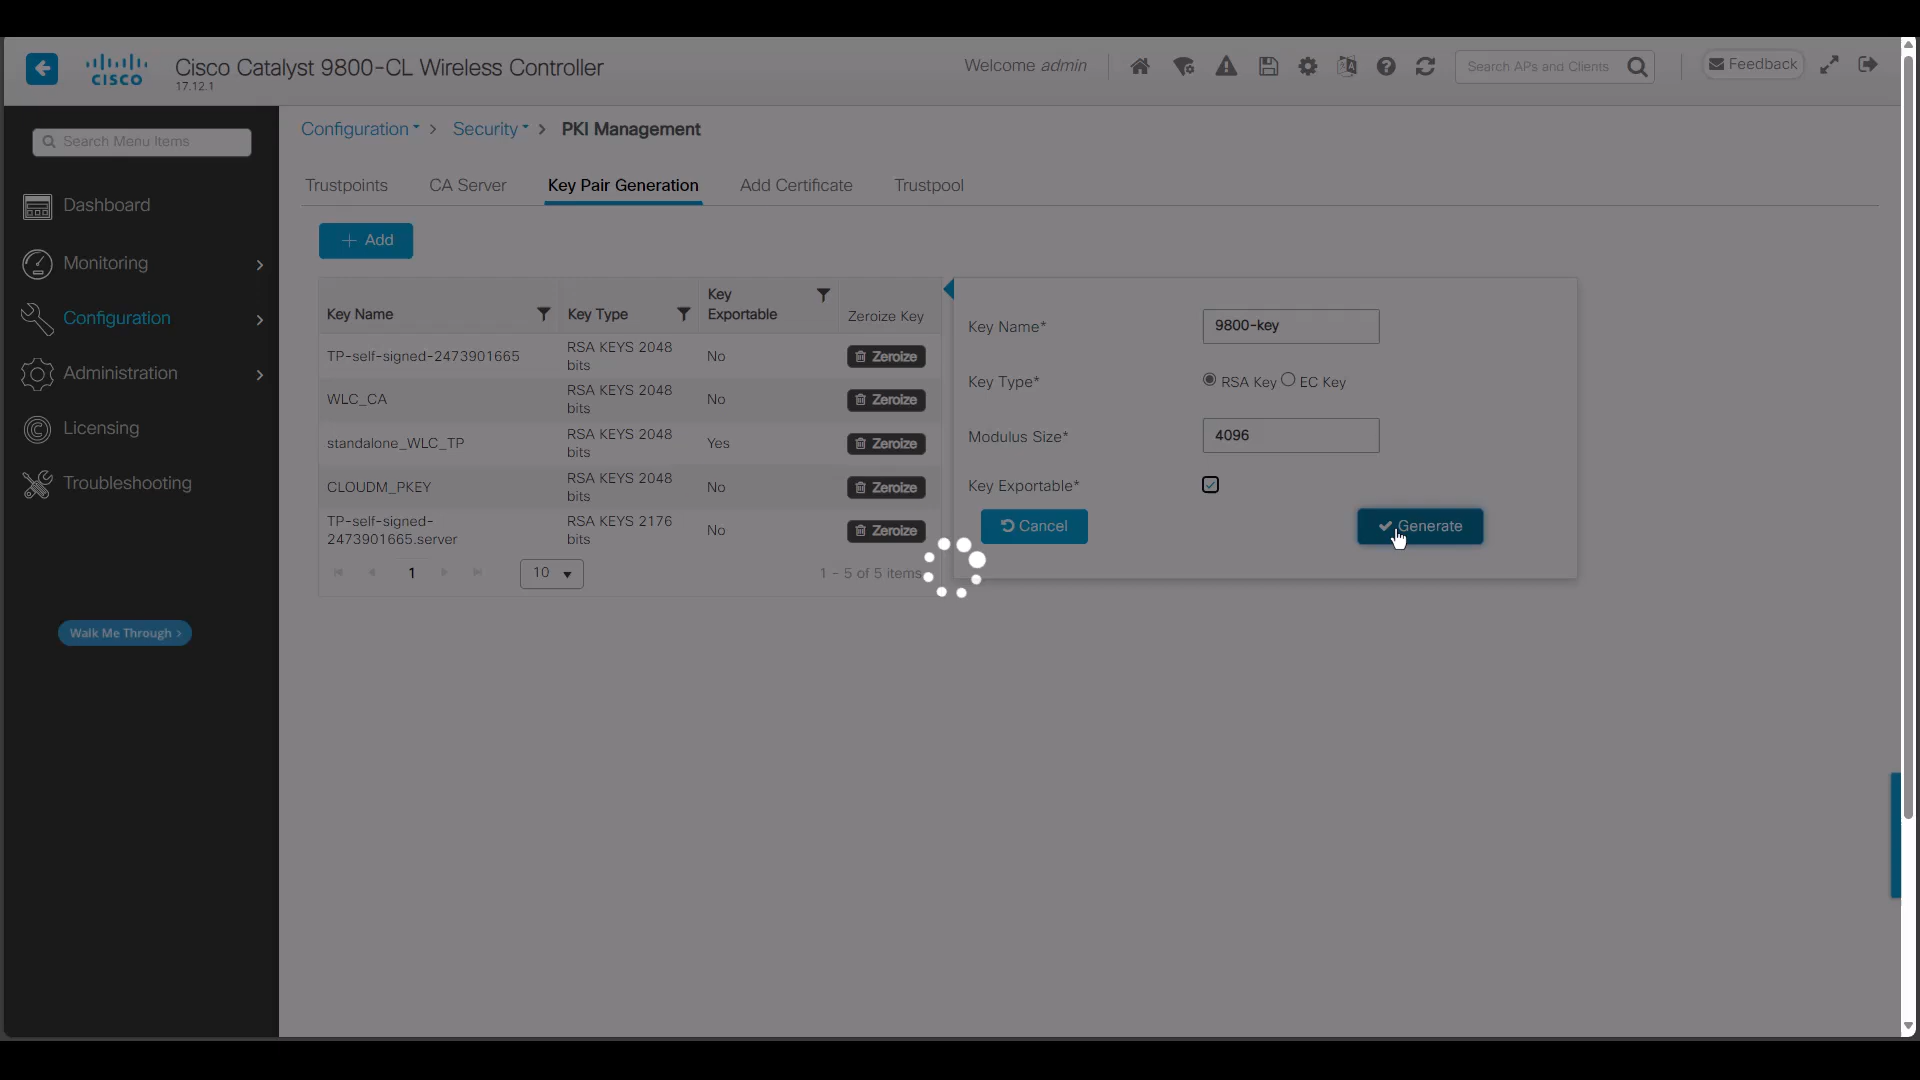 CISCO
Cisco Catalyst 9800-CL Wireless Controller
17.12.1
Welcome admin
Search APs and Clients
Feedback
Search Menu Items
Dashboard
Monitoring
Configuration
Administration
Licensing
Troubleshooting
Walk Me Through >
Configuration > Security > PKI Management
Trustpoints CA Server Key Pair Generation Add Certificate Trustpool
+ Add
Key Name Key Type Key Exportable Zeroize Key
TP-self-signed-2473901665 RSA KEYS 2048 bits No Zeroize
WLC_CA RSA KEYS 2048 bits No Zeroize
standalone_WLC_TP RSA KEYS 2048 bits Yes Zeroize
CLOUDM_PKEY RSA KEYS 2048 bits No Zeroize
TP-self-signed-2473901665.server RSA KEYS 2176 bits No Zeroize
1 10 1 - 5 of 5 items
Key Name* 9800-key
Key Type* RSA Key EC Key
Modulus Size* 4096
Key Exportable*
Cancel Generate